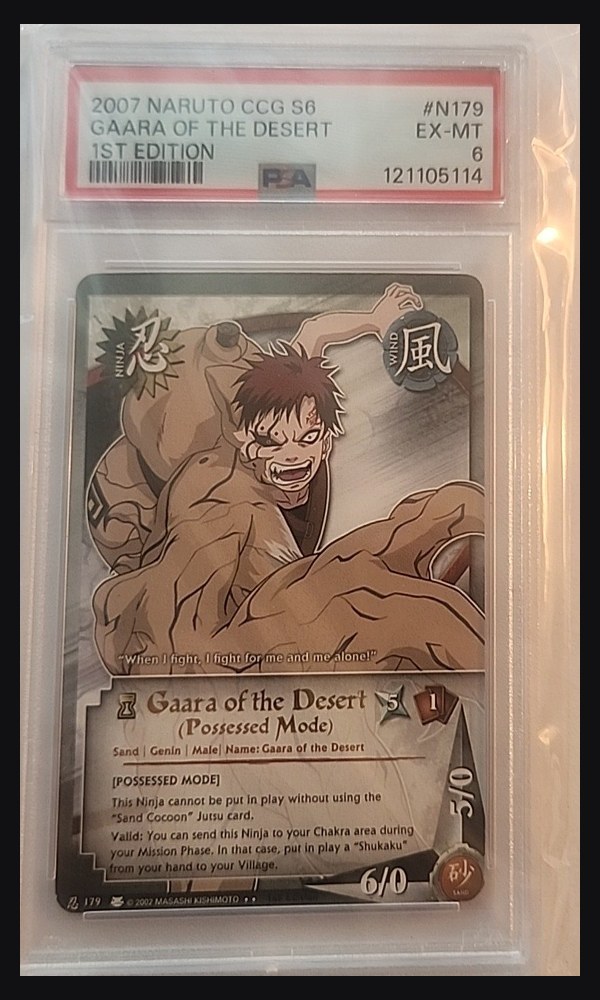 2007 NARUTO CCG S6 #N179
GAARA OF THE DESERT EX-MT
1ST EDITION 6
PSA 121105114
NINJA 忍
WIND 風
"When I fight, I fight for me and me alone!"
Gaara of the Desert 5 1
(Possessed Mode)
Sand | Genin | Male| Name: Gaara of the Desert
[POSSESSED MODE]
This Ninja cannot be put in play without using the
"Sand Cocoon" Jutsu card.
Valid: You can send this Ninja to your Chakra area during
your Mission Phase. In that case, put in play a "Shukaku"
from your hand to your Village.
5/0
6/0
砂
SAND
忍 179 © 2002 MASASHI KISHIMOTO